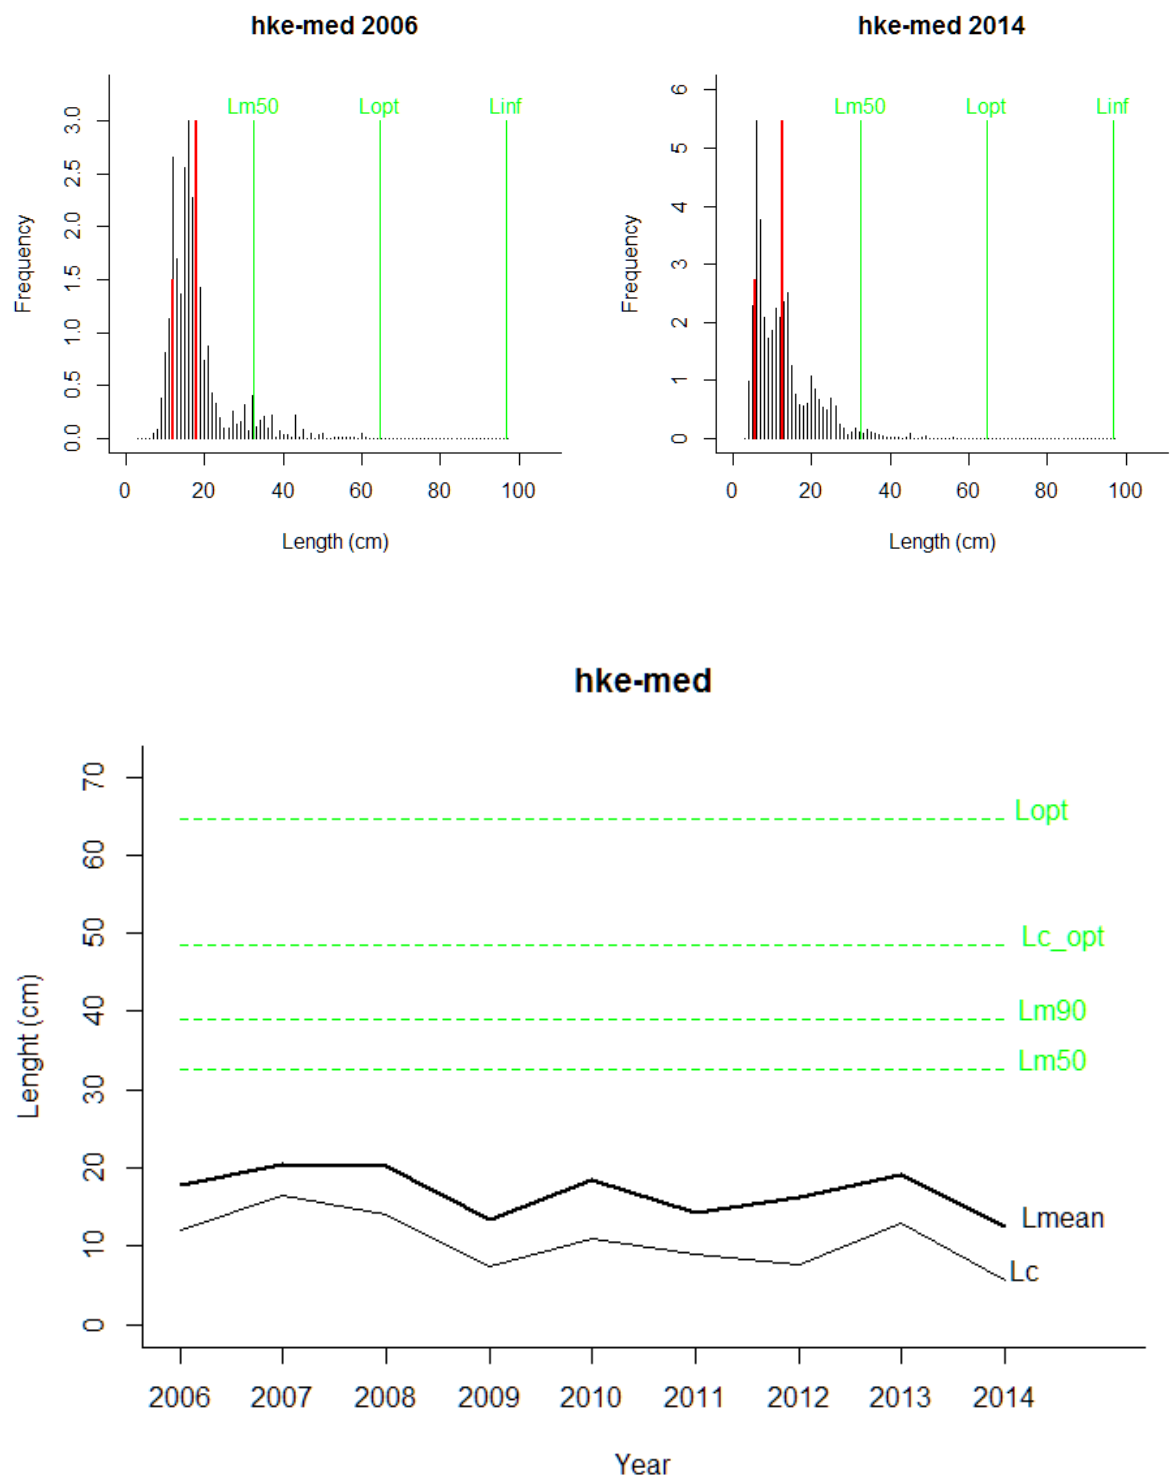 hke-med 2006
Frequency
3.0
2.5
2.0
1.5
1.0
0.5
0.0
Lm50 Lopt Linf
0 20 40 60 80 100
Length (cm)
hke-med 2014
Frequency
6
5
4
3
2
1
0
Lm50 Lopt Linf
0 20 40 60 80 100
Length (cm)
hke-med
Lenght (cm)
70
60
50
40
30
20
10
0
Lopt
Lc_opt
Lm90
Lm50
Lmean
Lc
2006 2007 2008 2009 2010 2011 2012 2013 2014
Year